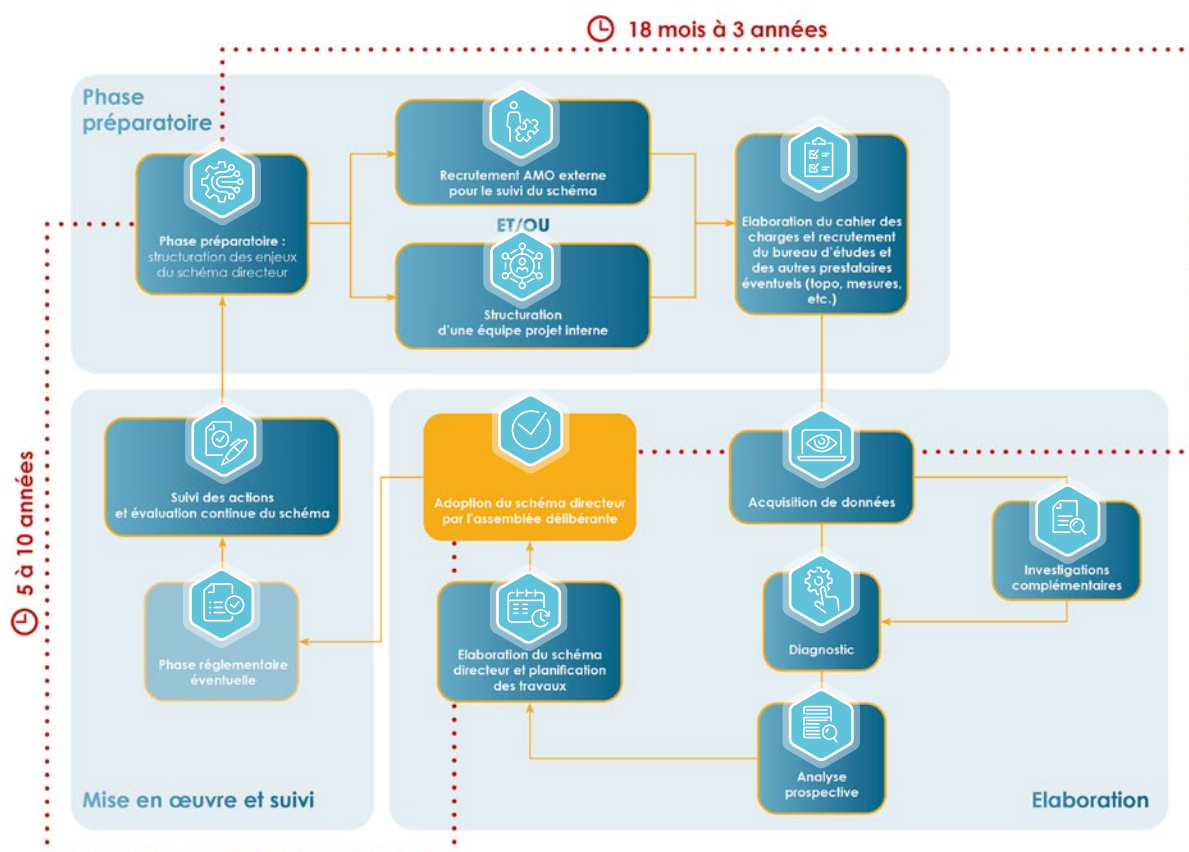 18 mois à 3 années
Phase
préparatoire
Phase préparatoire :
structuration des enjeux
du schéma directeur
Recrutement AMO externe
pour le suivi du schéma
ET/OU
Structuration
d'une équipe projet interne
Elaboration du cahier des
charges et recrutement
du bureau d'études et
des autres prestataires
éventuels (topo, mesures,
etc.)
5 à 10 années
Suivi des actions
et évaluation continue du schéma
Phase réglementaire
éventuelle
Mise en œuvre et suivi
Adoption du schéma directeur
par l'assemblée délibérante
Elaboration du schéma
directeur et planification
des travaux
Acquisition de données
Investigations
complémentaires
Diagnostic
Analyse
prospective
Elaboration